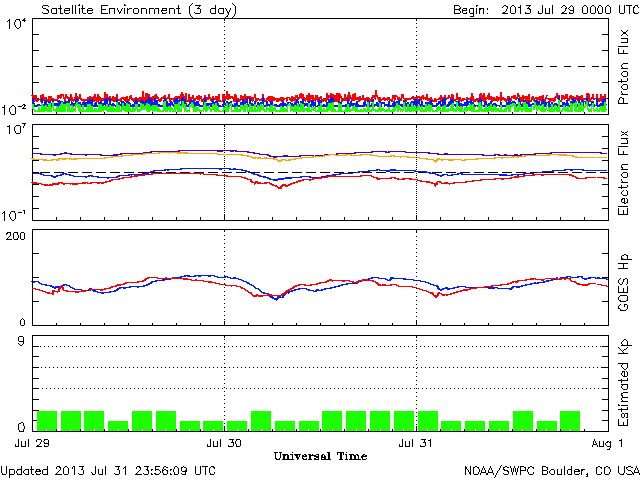 Satellite Environment (3 day)
Begin: 2013 Jul 29 0000 UTC
10⁴
10⁻²
Proton Flux
10⁷
10⁻¹
Electron Flux
200
0
GOES Hp
9
0
Estimated Kp
Jul 29
Jul 30
Jul 31
Aug 1
Universal Time
Updated 2013 Jul 31 23:56:09 UTC
NOAA/SWPC Boulder, CO USA